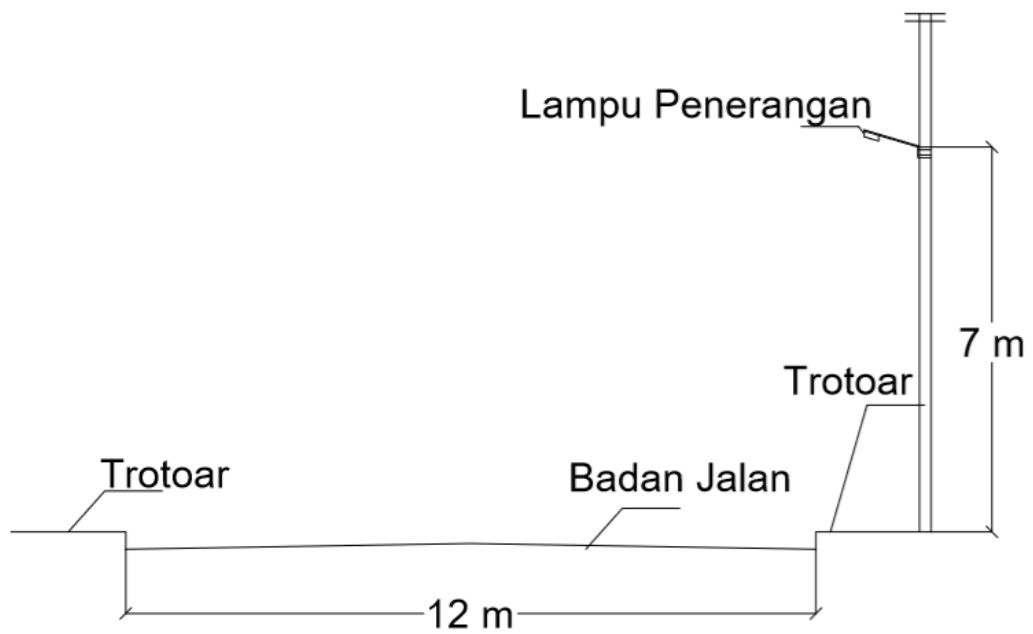 Lampu Penerangan
7 m
Trotoar
Trotoar
Badan Jalan
12 m